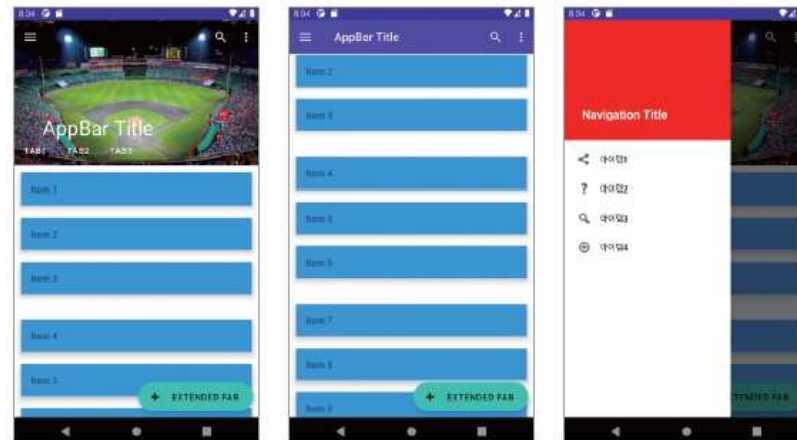 8:04
AppBar Title
TAB1 TAB2 TAB3
Item 1
Item 2
Item 3
Item 4
Item 5
+ EXTENDED FAB
8:04
AppBar Title
Item 2
Item 3
Item 4
Item 5
Item 6
Item 7
Item 8
Item 9
+ EXTENDED FAB
8:04
Navigation Title
아이템1
아이템2
아이템3
아이템4
EXTENDED FAB